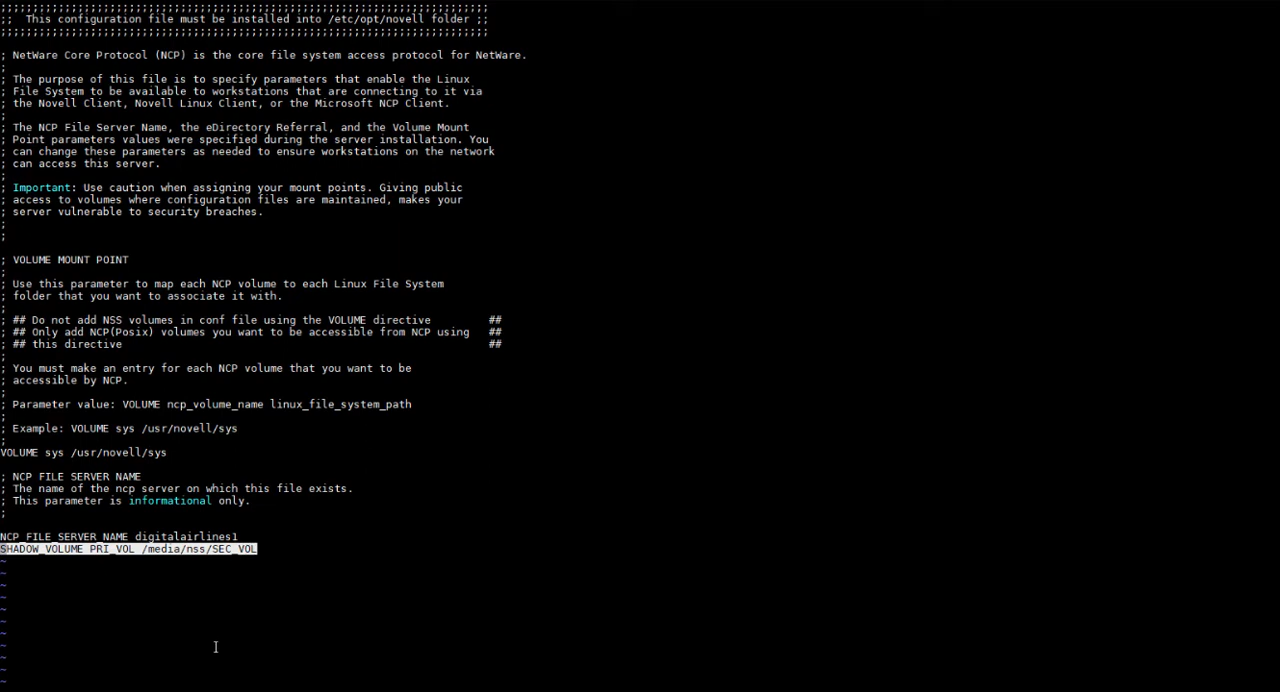 ;;;;;;;;;;;;;;;;;;;;;;;;;;;;;;;;;;;;;;;;;;;;;;;;;;;;;;;;;;;;;;;;;;;;;;;;;;;;
;;  This configuration file must be installed into /etc/opt/novell folder ;;
;;;;;;;;;;;;;;;;;;;;;;;;;;;;;;;;;;;;;;;;;;;;;;;;;;;;;;;;;;;;;;;;;;;;;;;;;;;;
; NetWare Core Protocol (NCP) is the core file system access protocol for NetWare.
;
; The purpose of this file is to specify parameters that enable the Linux
; File System to be available to workstations that are connecting to it via
; the Novell Client, Novell Linux Client, or the Microsoft NCP Client.
;
; The NCP File Server Name, the eDirectory Referral, and the Volume Mount
; Point parameters values were specified during the server installation. You
; can change these parameters as needed to ensure workstations on the network
; can access this server.
;
; Important: Use caution when assigning your mount points. Giving public
; access to volumes where configuration files are maintained, makes your
; server vulnerable to security breaches.
;
;
; VOLUME MOUNT POINT
;
; Use this parameter to map each NCP volume to each Linux File System
; folder that you want to associate it with.
;
; ## Do not add NSS volumes in conf file using the VOLUME directive         ##
; ## Only add NCP(Posix) volumes you want to be accessible from NCP using   ##
; ## this directive                                                         ##
;
; You must make an entry for each NCP volume that you want to be
; accessible by NCP.
;
; Parameter value: VOLUME ncp_volume_name linux_file_system_path
;
; Example: VOLUME sys /usr/novell/sys
;
VOLUME sys /usr/novell/sys
; NCP FILE SERVER NAME
; The name of the ncp server on which this file exists.
; This parameter is informational only.
;
NCP_FILE_SERVER_NAME digitalairlines1
SHADOW_VOLUME PRI_VOL /media/nss/SEC_VOL
~
~
~
~
~
~
~
~
~
~
~